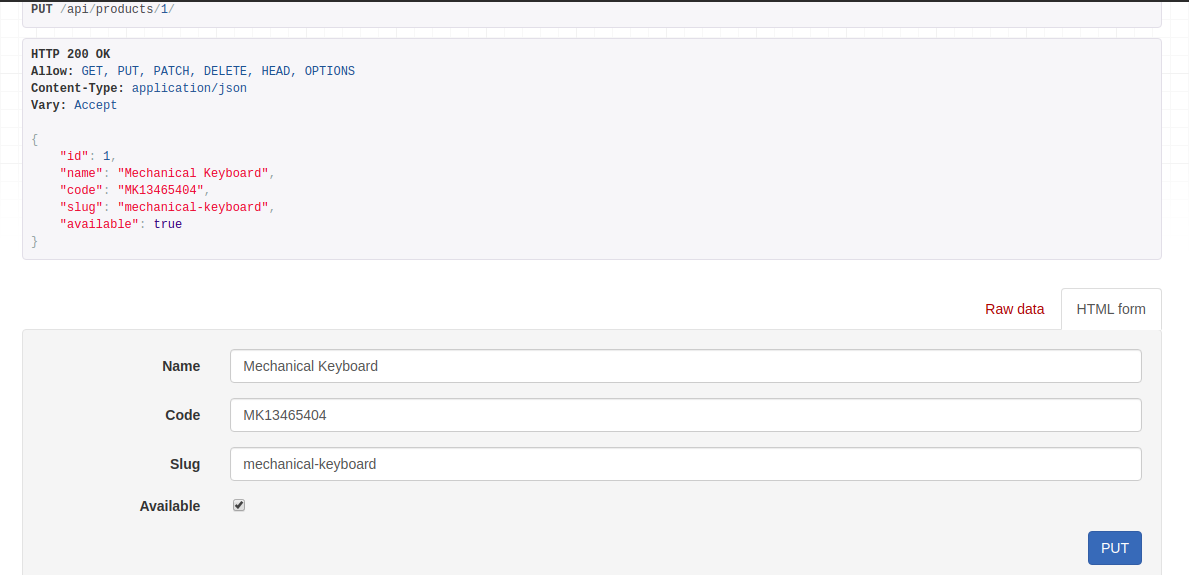 PUT /api/products/1/
HTTP 200 OK
Allow: GET, PUT, PATCH, DELETE, HEAD, OPTIONS
Content-Type: application/json
Vary: Accept
{
    "id": 1,
    "name": "Mechanical Keyboard",
    "code": "MK13465404",
    "slug": "mechanical-keyboard",
    "available": true
}
Raw data HTML form
Name Mechanical Keyboard
Code MK13465404
Slug mechanical-keyboard
Available
PUT